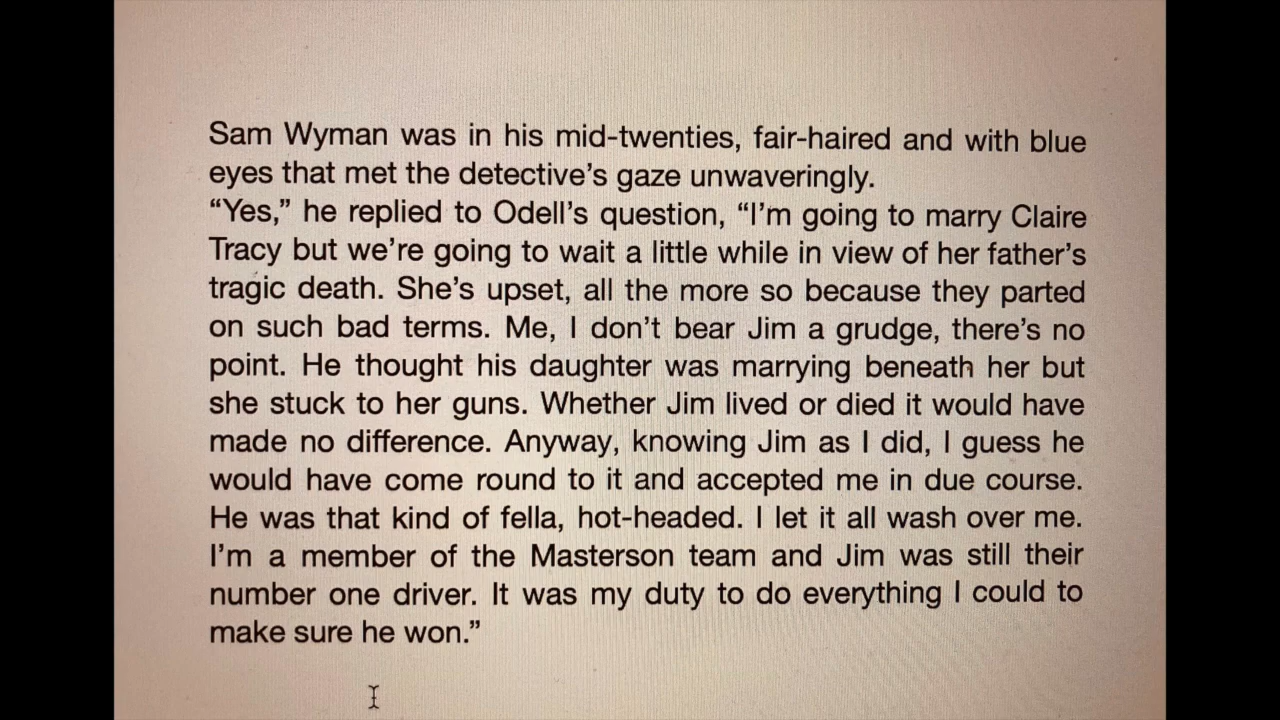 Sam Wyman was in his mid-twenties, fair-haired and with blue
eyes that met the detective’s gaze unwaveringly.
“Yes,” he replied to Odell’s question, “I’m going to marry Claire
Tracy but we’re going to wait a little while in view of her father’s
tragic death. She’s upset, all the more so because they parted
on such bad terms. Me, I don’t bear Jim a grudge, there’s no
point. He thought his daughter was marrying beneath her but
she stuck to her guns. Whether Jim lived or died it would have
made no difference. Anyway, knowing Jim as I did, I guess he
would have come round to it and accepted me in due course.
He was that kind of fella, hot-headed. I let it all wash over me.
I’m a member of the Masterson team and Jim was still their
number one driver. It was my duty to do everything I could to
make sure he won.”